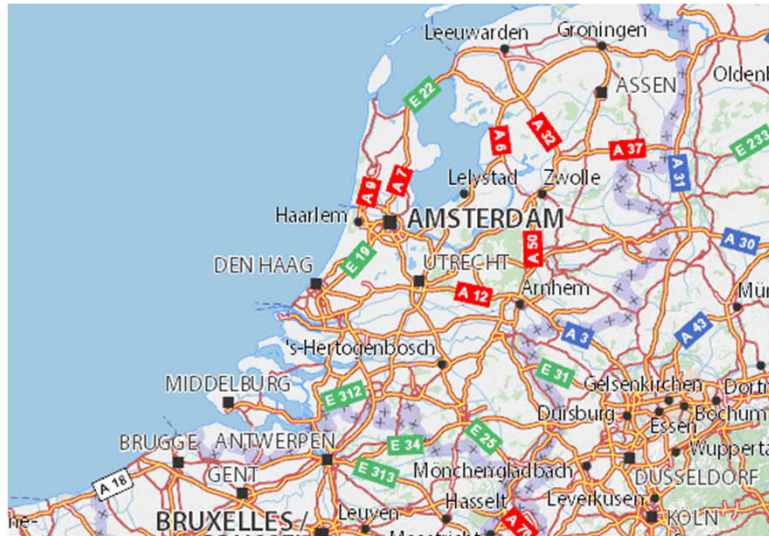 Leeuwarden
Groningen
E 22
ASSEN
A 6
A 32
A 37
E 233
A 9
A 7
A 31
Lelystad
Zwolle
Haarlem
AMSTERDAM
A 30
E 19
A 50
DEN HAAG
UTRECHT
A 12
Arnhem
A 3
A 43
's-Hertogenbosch
E 31
MIDDELBURG
E 312
Gelsenkirchen
Duisburg
Bochum
Essen
BRUGGE
ANTWERPEN
E 34
E 25
A 18
GENT
E 313
Mönchengladbach
DÜSSELDORF
Hasselt
Leverkusen
BRUXELLES /
Leuven
KÖLN